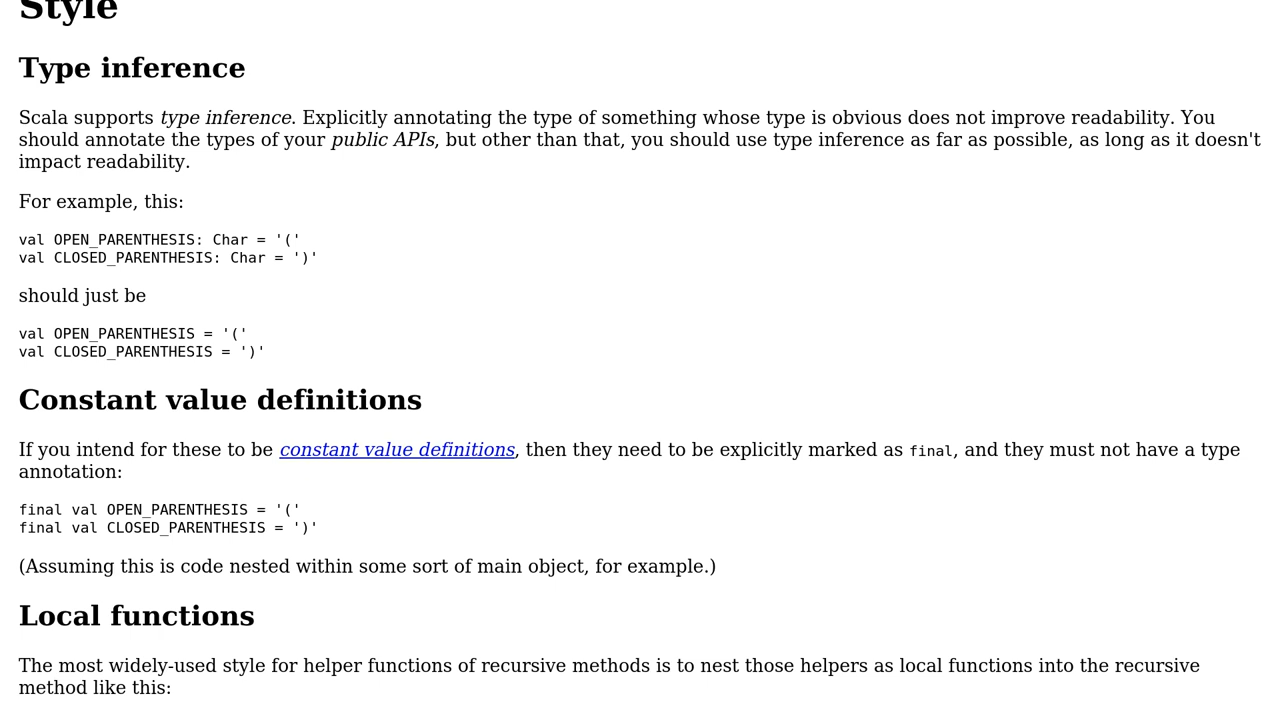 Style
Type inference
Scala supports type inference. Explicitly annotating the type of something whose type is obvious does not improve readability. You
should annotate the types of your public APIs, but other than that, you should use type inference as far as possible, as long as it doesn't
impact readability.
For example, this:
val OPEN_PARENTHESIS: Char = '('
val CLOSED_PARENTHESIS: Char = ')'
should just be
val OPEN_PARENTHESIS = '('
val CLOSED_PARENTHESIS = ')'
Constant value definitions
If you intend for these to be constant value definitions, then they need to be explicitly marked as final, and they must not have a type
annotation:
final val OPEN_PARENTHESIS = '('
final val CLOSED_PARENTHESIS = ')'
(Assuming this is code nested within some sort of main object, for example.)
Local functions
The most widely-used style for helper functions of recursive methods is to nest those helpers as local functions into the recursive
method like this: